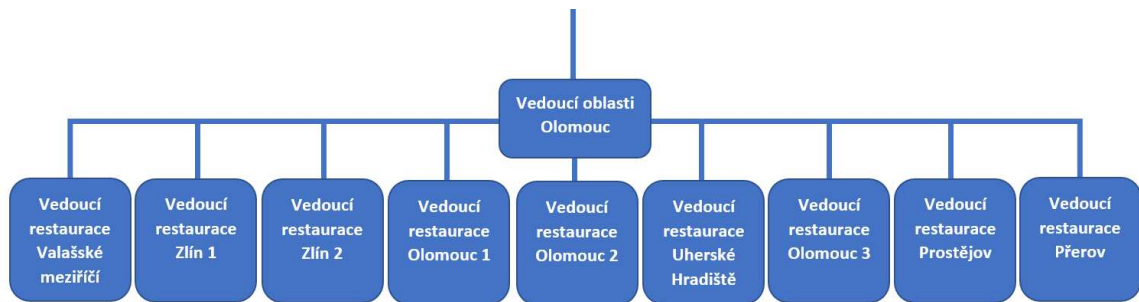 Vedoucí oblasti
Olomouc
Vedoucí
restaurace
Valašské
meziříčí
Vedoucí
restaurace
Zlín 1
Vedoucí
restaurace
Zlín 2
Vedoucí
restaurace
Olomouc 1
Vedoucí
restaurace
Olomouc 2
Vedoucí
restaurace
Uherské
Hradiště
Vedoucí
restaurace
Olomouc 3
Vedoucí
restaurace
Prostějov
Vedoucí
restaurace
Přerov